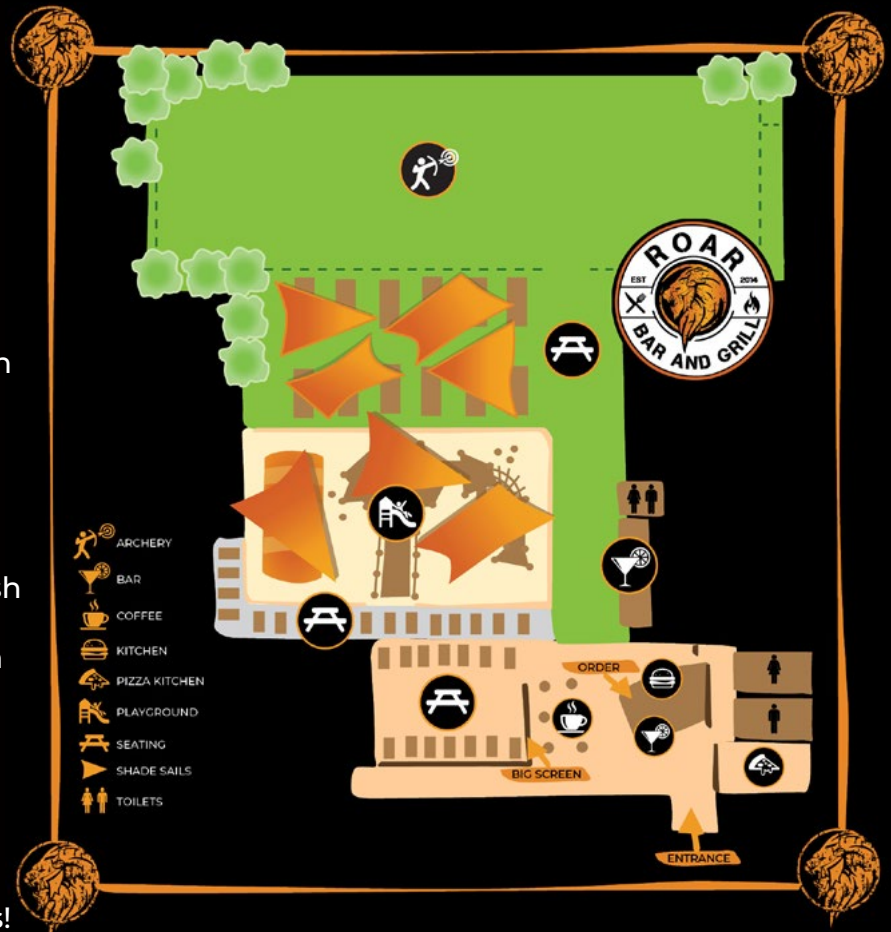 ROAR
EST 2014
BAR AND GRILL
ARCHERY
BAR
COFFEE
KITCHEN
PIZZA KITCHEN
PLAYGROUND
SEATING
SHADE SAILS
TOILETS
ORDER
BIG SCREEN
ENTRANCE